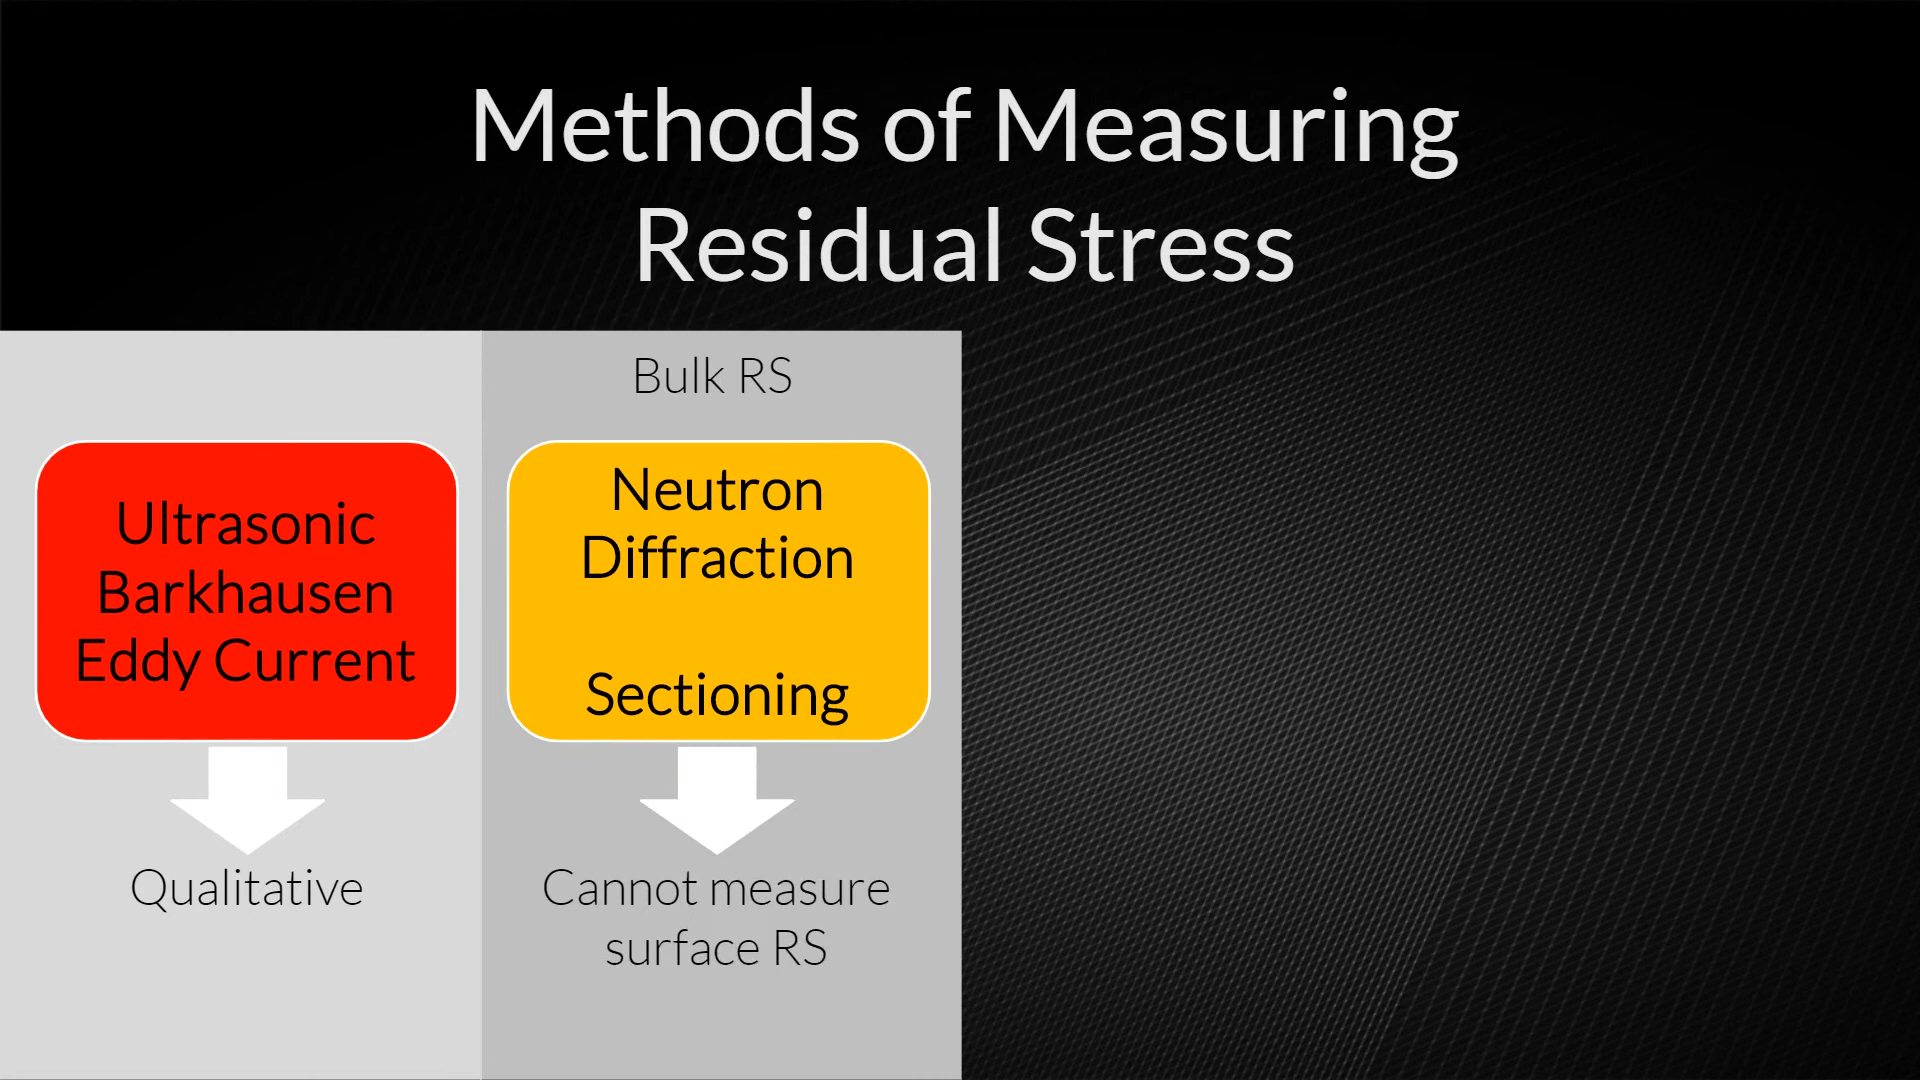 Methods of Measuring
Residual Stress
Ultrasonic
Barkhausen
Eddy Current
Qualitative
Bulk RS
Neutron
Diffraction
Sectioning
Cannot measure
surface RS